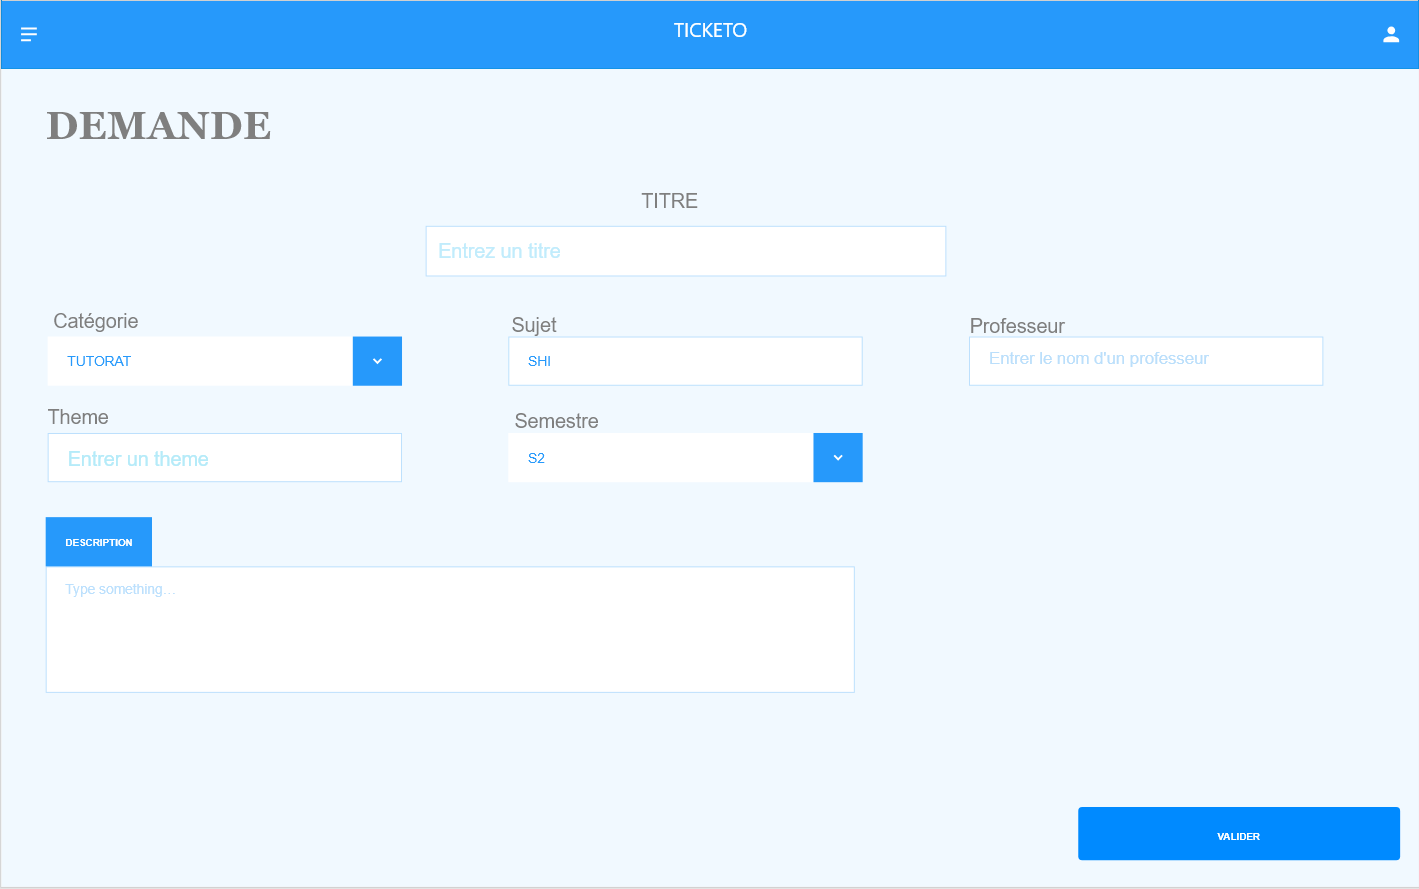 TICKETO
DEMANDE
TITRE
Entrez un titre
Catégorie
Sujet
Professeur
TUTORAT
SHI
Entrer le nom d'un professeur
Theme
Semestre
Entrer un theme
S2
DESCRIPTION
Type something...
VALIDER